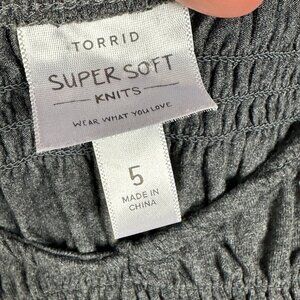 TORRID
SUPER SOFT
KNITS
WEAR WHAT YOU LOVE
5
MADE IN
CHINA